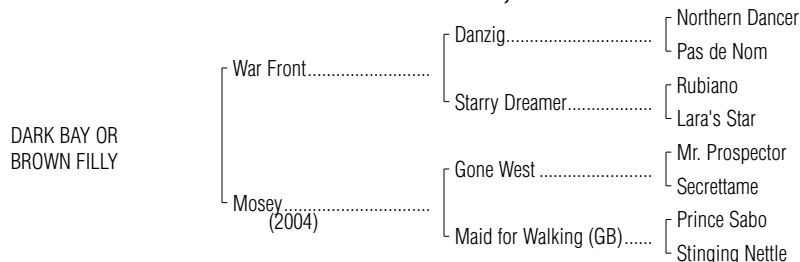 Northern Dancer
Danzig..................................
Pas de Nom
War Front...........................
Rubiano
Starry Dreamer...................
Lara's Star
DARK BAY OR
BROWN FILLY
Mr. Prospector
Gone West ..........................
Secrettame
Mosey................................
(2004)
Prince Sabo
Maid for Walking (GB)......
Stinging Nettle